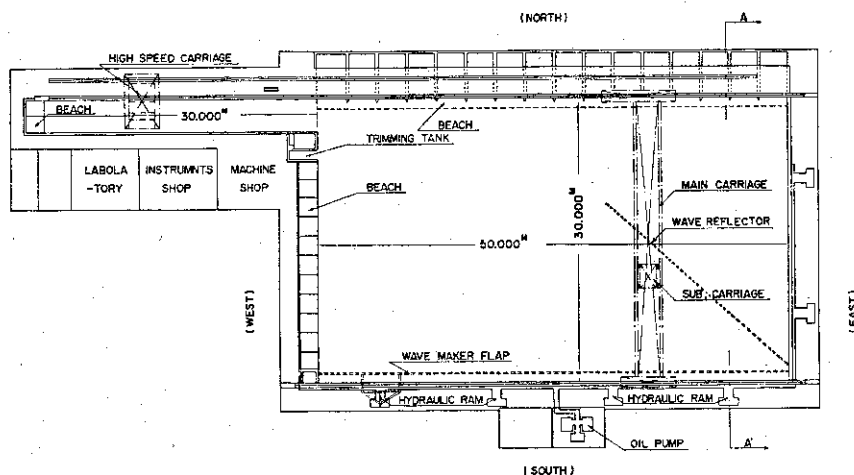 (NORTH)
A
HIGH SPEED CARRIAGE
BEACH
30.000M
BEACH
TRIMMING TANK
LABOLA
-TORY
INSTRUMNTS
SHOP
MACHINE
SHOP
BEACH
MAIN CARRIAGE
30.000M
WAVE REFLECTOR
50.000M
SUB-CARRIAGE
(WEST)
(EAST)
WAVE MAKER FLAP
HYDRAULIC RAM
HYDRAULIC RAM
OIL PUMP
A'
(SOUTH)